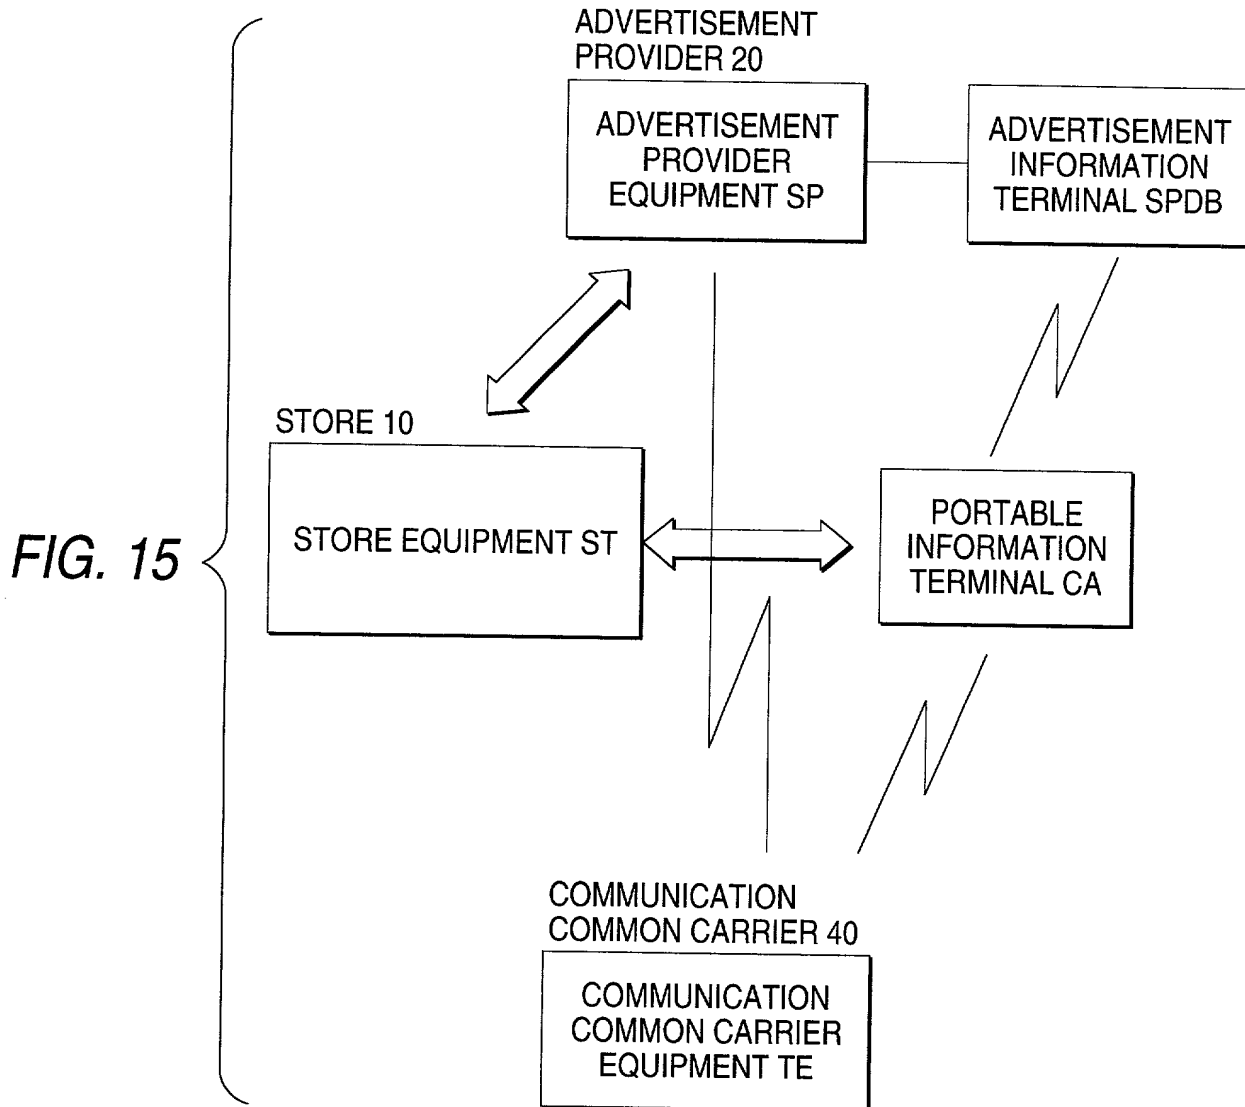 ADVERTISEMENT
PROVIDER 20
ADVERTISEMENT
PROVIDER
EQUIPMENT SP
ADVERTISEMENT
INFORMATION
TERMINAL SPDB
STORE 10
STORE EQUIPMENT ST
PORTABLE
INFORMATION
TERMINAL CA
FIG. 15
COMMUNICATION
COMMON CARRIER 40
COMMUNICATION
COMMON CARRIER
EQUIPMENT TE